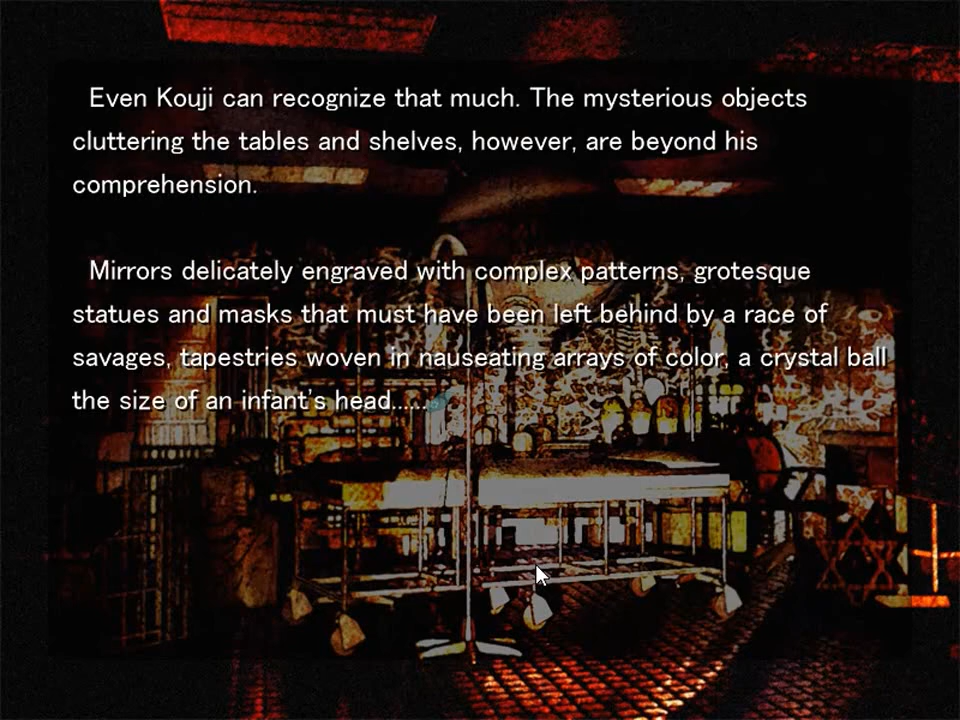 Even Kouji can recognize that much. The mysterious objects
cluttering the tables and shelves, however, are beyond his
comprehension.
Mirrors delicately engraved with complex patterns, grotesque
statues and masks that must have been left behind by a race of
savages, tapestries woven in nauseating arrays of color, a crystal ball
the size of an infant's head......